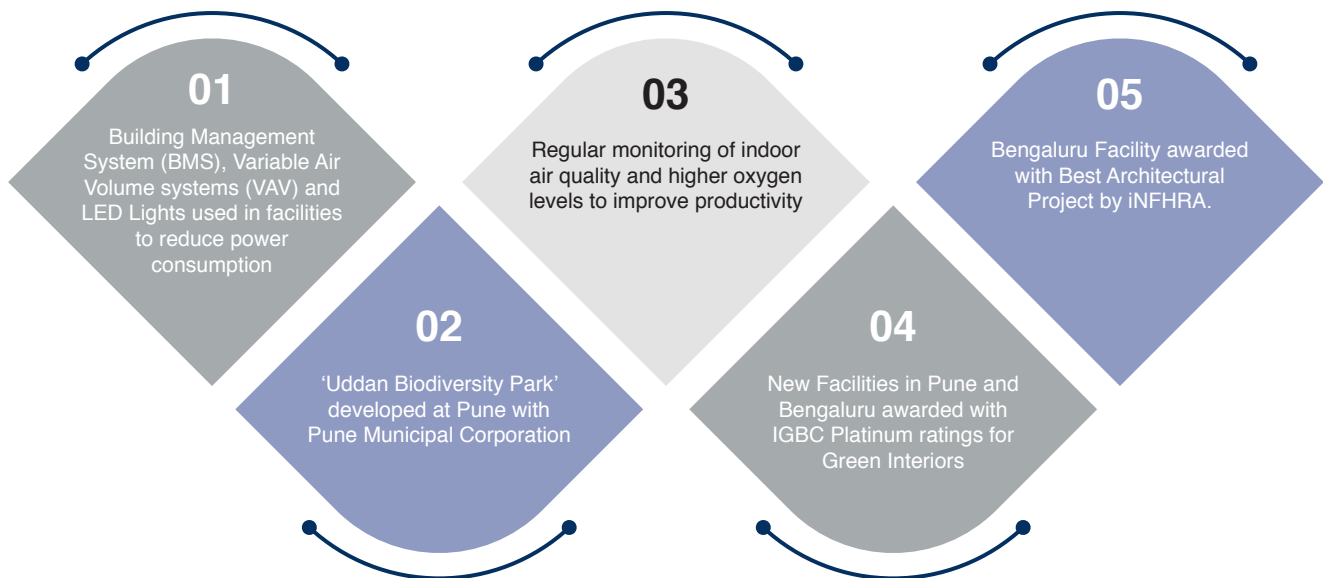 01
Building Management
System (BMS), Variable Air
Volume systems (VAV) and
LED Lights used in facilities
to reduce power
consumption
02
‘Uddan Biodiversity Park’
developed at Pune with
Pune Municipal Corporation
03
Regular monitoring of indoor
air quality and higher oxygen
levels to improve productivity
04
New Facilities in Pune and
Bengaluru awarded with
IGBC Platinum ratings for
Green Interiors
05
Bengaluru Facility awarded
with Best Architectural
Project by iNFHRA.